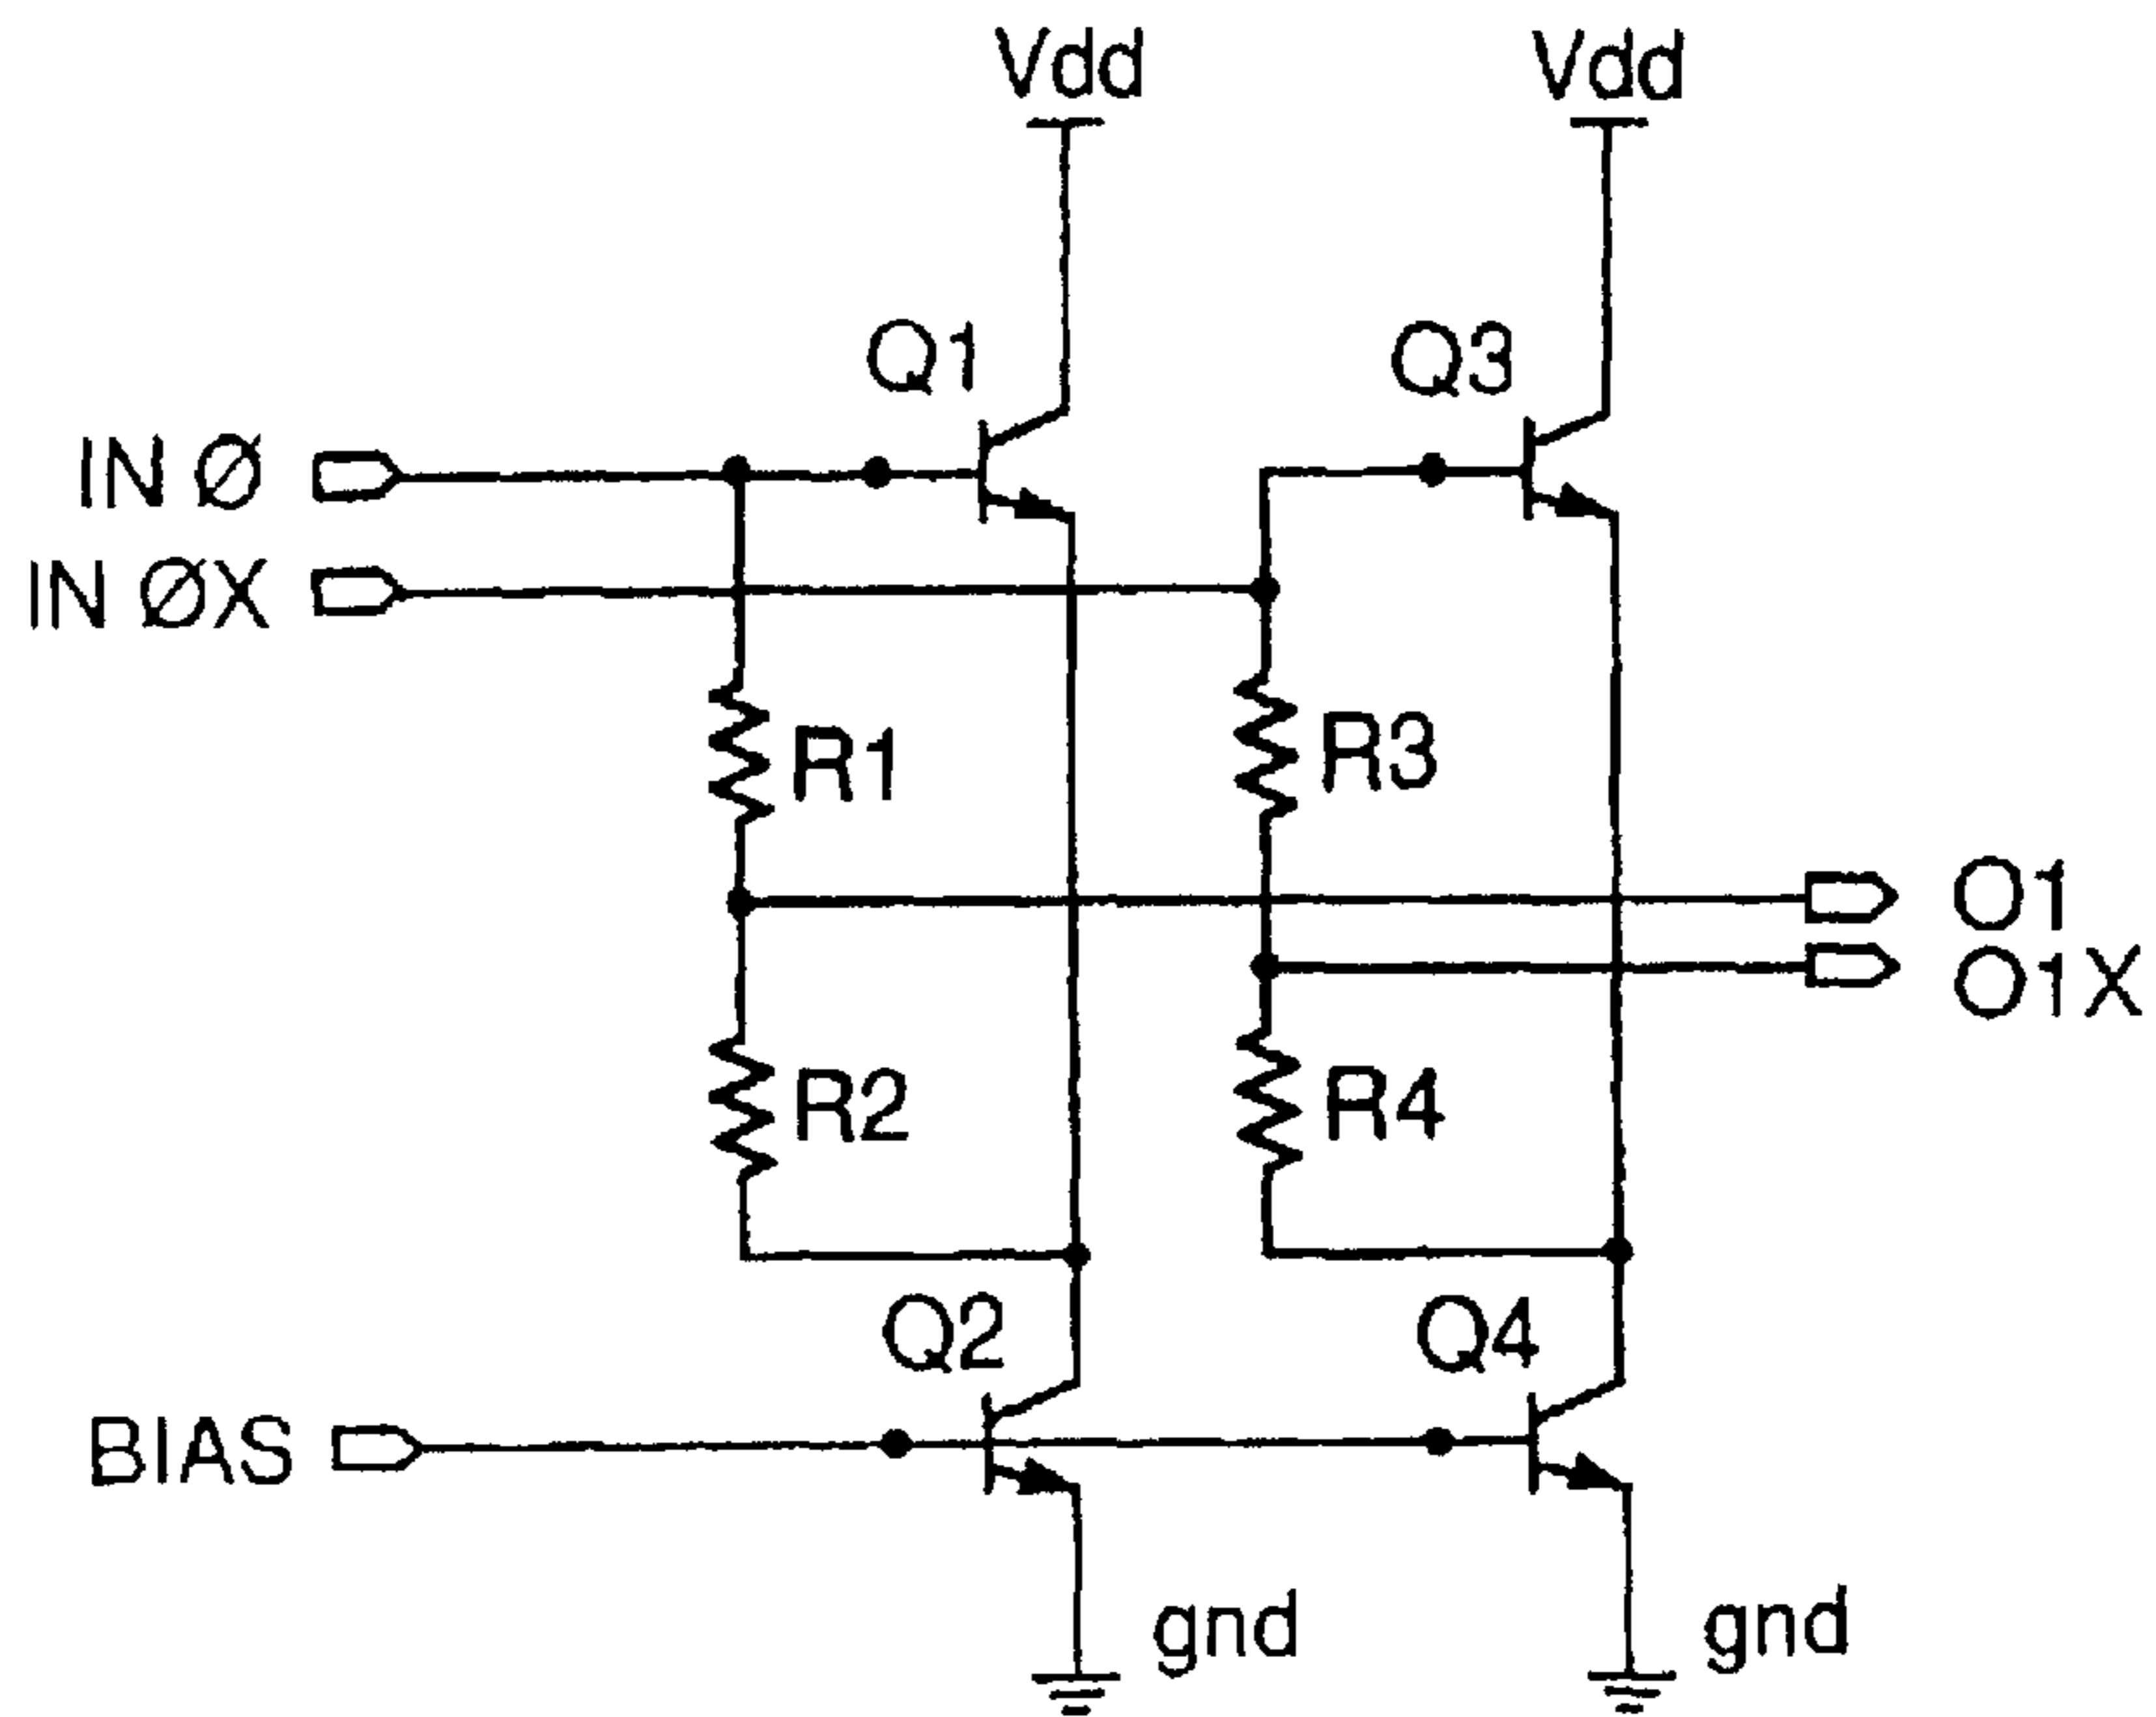 Vdd
Vdd
Q1
Q3
IN Ø
IN ØX
R1
R3
O1
O1X
R2
R4
Q2
Q4
BIAS
gnd
gnd